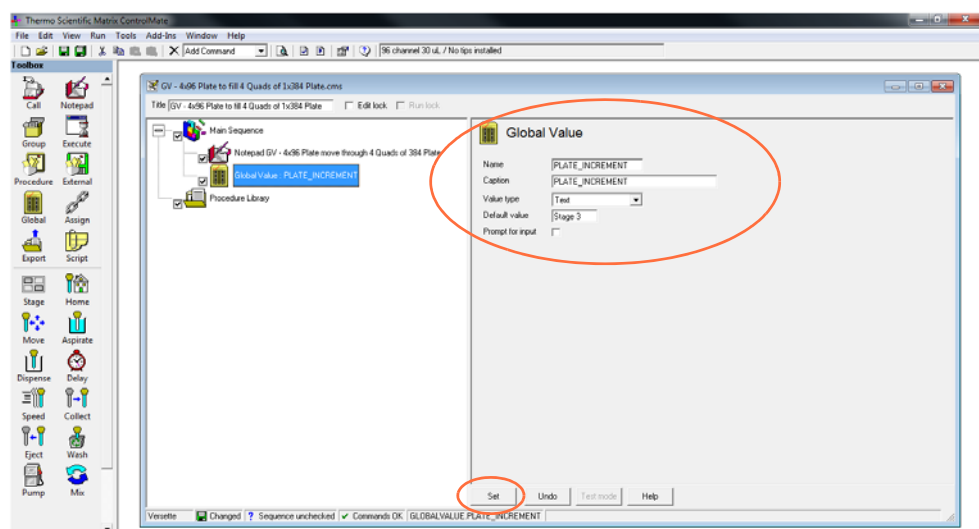 Thermo Scientific Matrix ControlMate
File Edit View Run Tools Add-Ins Window Help
Add Command
96 channel 30 uL / No tips installed
Toolbox
Call Notepad
Group Execute
Procedure External
Global Assign
Export Script
Stage Home
Move Aspirate
Dispense Delay
Speed Collect
Eject Wash
Pump Mix
GV - 4x96 Plate to fill 4 Quads of 1x384 Plate.cms
Title GV - 4x96 Plate to fill 4 Quads of 1x384 Plate Edit lock Run lock
Main Sequence
Notepad GV - 4x96 Plate move through 4 Quads of 384 Plate
Global Value : PLATE_INCREMENT
Procedure Library
Global Value
Name PLATE_INCREMENT
Caption PLATE_INCREMENT
Value type Text
Default value Stage 3
Prompt for input
Set Undo Test mode Help
Versette Changed ? Sequence unchecked Commands OK GLOBALVALUE:PLATE_INCREMENT